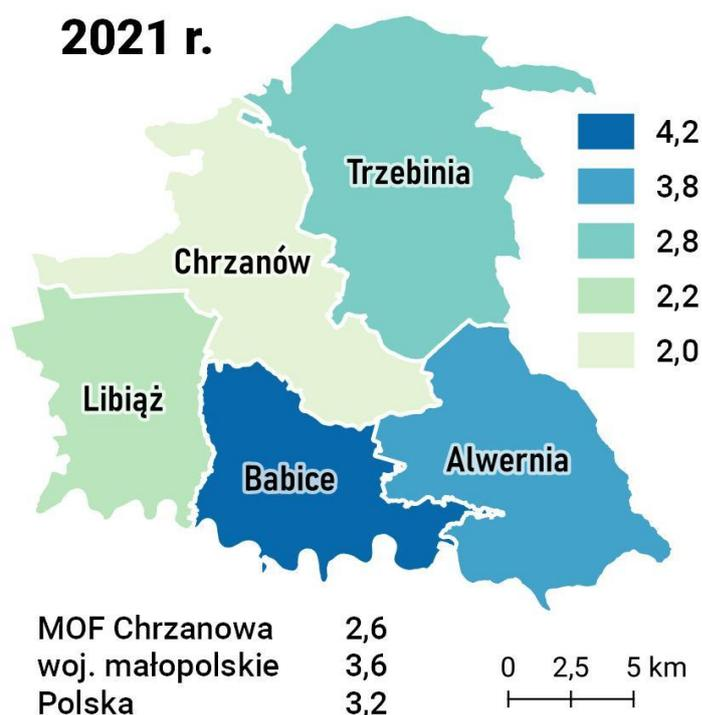 2021 r.
4,2
3,8
2,8
2,2
2,0
Trzebinia
Chrzanów
Libiąż
Babice
Alwernia
MOF Chrzanowa 2,6
woj. małopolskie 3,6
Polska 3,2
0 2,5 5 km